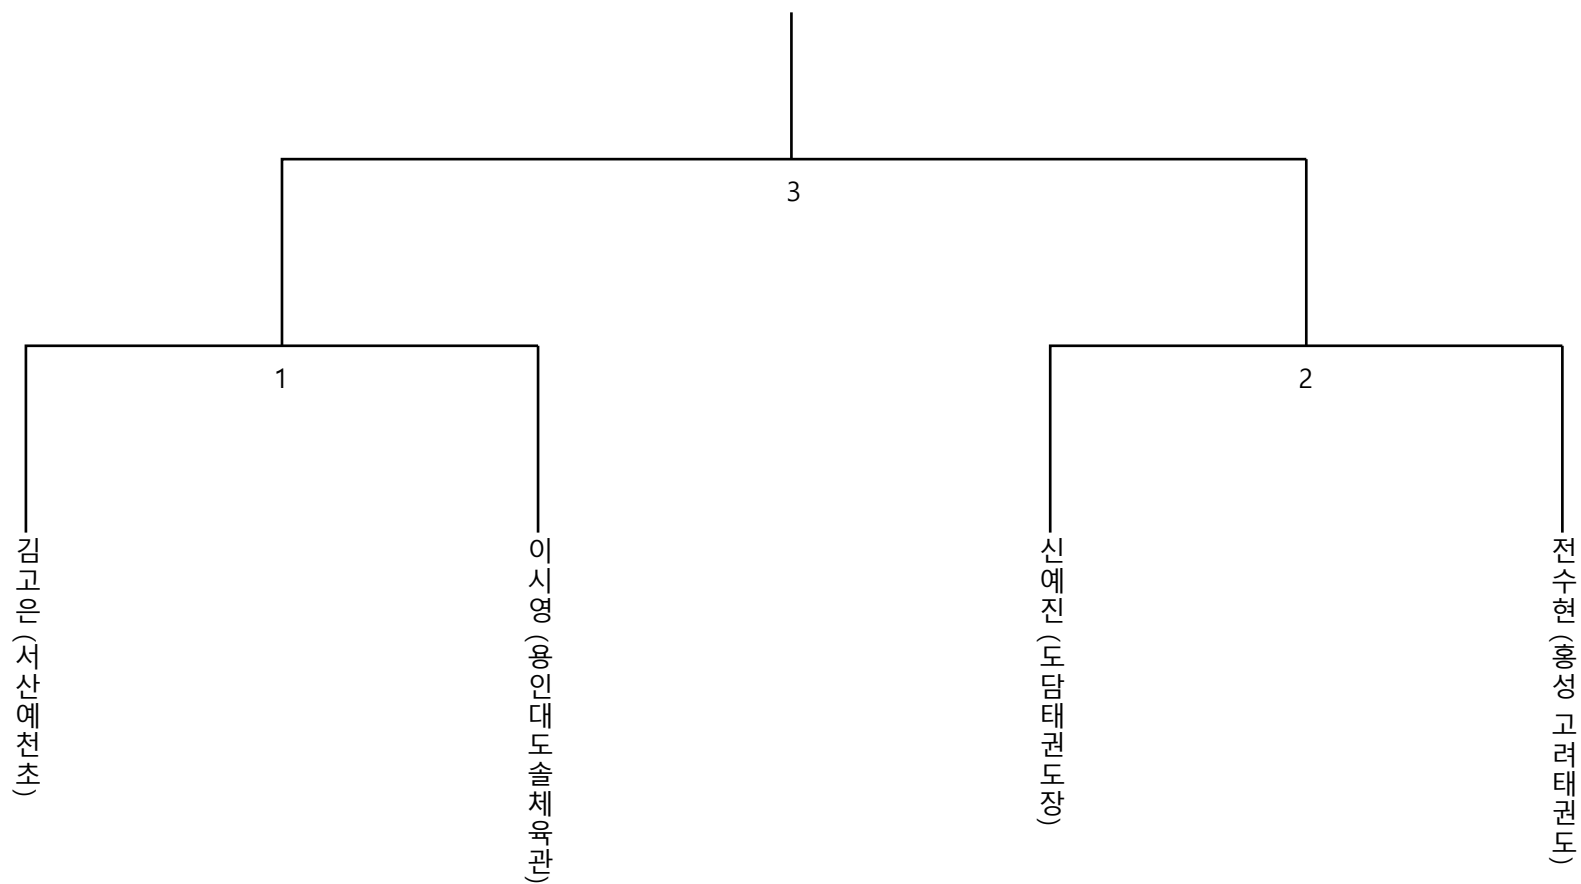 3
1
2
김고은 (서산예천초)
이시영 (용인대도솔체육관)
신예진 (도담태권도장)
전수현 (홍성 고려태권도)